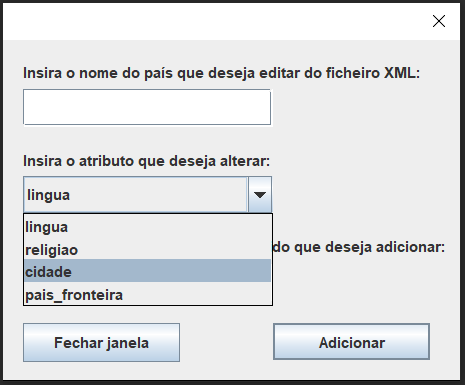 Insira o nome do país que deseja editar do ficheiro XML:
Insira o atributo que deseja alterar:
lingua
lingua
religiao
do que deseja adicionar:
cidade
pais_fronteira
Fechar janela
Adicionar